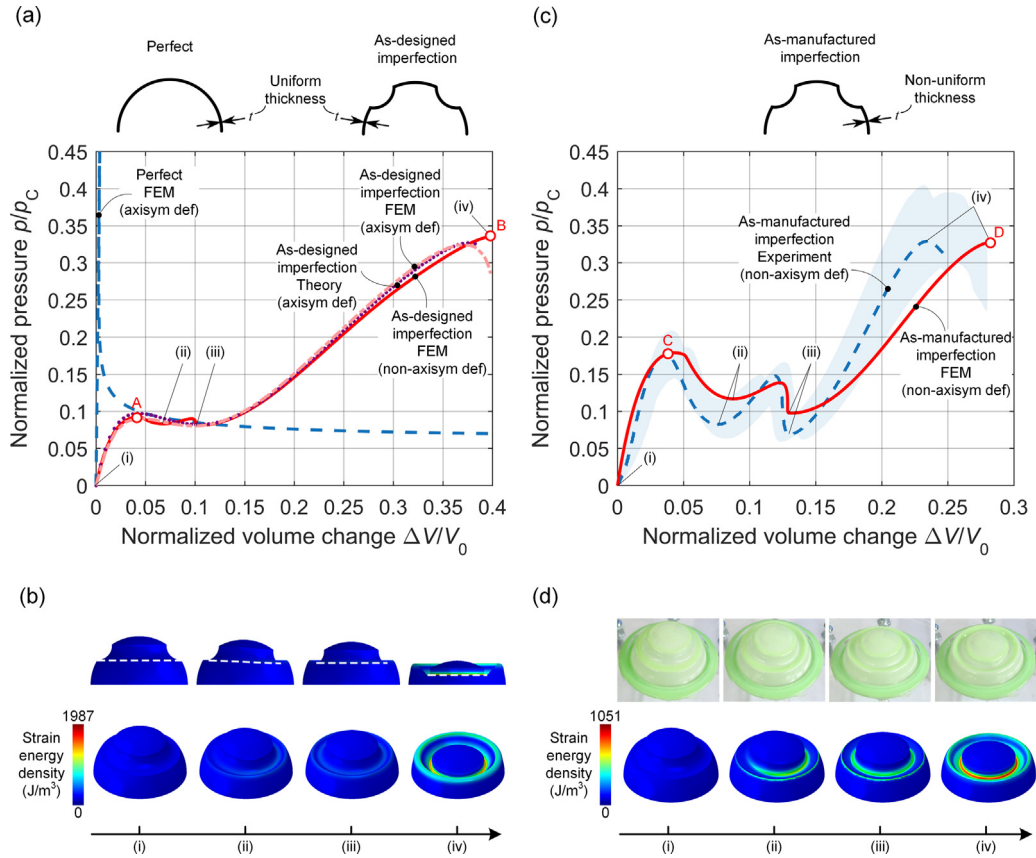 (a)
Perfect
As-designed
imperfection
Uniform
thickness
t
t
0.45
0.4
0.35
0.3
0.25
0.2
0.15
0.1
0.05
0
Normalized pressure p/pC
Perfect
FEM
(axisym def)
As-designed
imperfection
FEM
(axisym def)
(iv)
B
As-designed
imperfection
Theory
(axisym def)
As-designed
imperfection
FEM
(non-axisym def)
A
(ii)
(iii)
(i)
0 0.05 0.1 0.15 0.2 0.25 0.3 0.35 0.4
Normalized volume change ΔV/V0
(c)
As-manufactured
imperfection
Non-uniform
thickness
t
0.45
0.4
0.35
0.3
0.25
0.2
0.15
0.1
0.05
0
Normalized pressure p/pC
(iv)
D
As-manufactured
imperfection
Experiment
(non-axisym def)
C
(ii)
(iii)
As-manufactured
imperfection
FEM
(non-axisym def)
(i)
0 0.05 0.1 0.15 0.2 0.25 0.3
Normalized volume change ΔV/V0
(b)
1987
Strain
energy
density
(J/m³)
0
(i) (ii) (iii) (iv)
(d)
1051
Strain
energy
density
(J/m³)
0
(i) (ii) (iii) (iv)